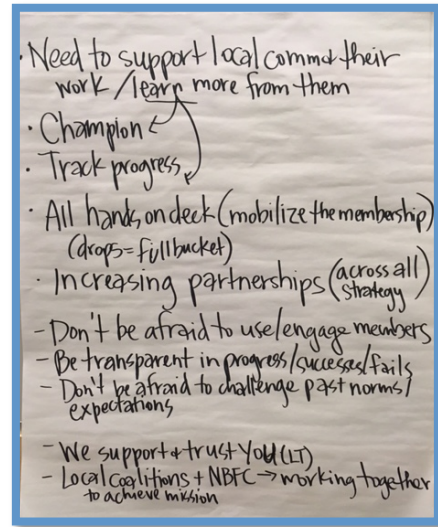 · Need to support local comm & their
work / learn more from them
· Champion
· Track progress
· All hands on deck (mobilize the membership)
(drops = full bucket)
· Increasing partnerships (across all
strategy)
- Don't be afraid to use/engage members
- Be transparent in progress/successes/fails
- Don't be afraid to challenge past norms/
expectations
- We support & trust You (LT)
- Local Coalitions + NBFC → working together
to achieve mission